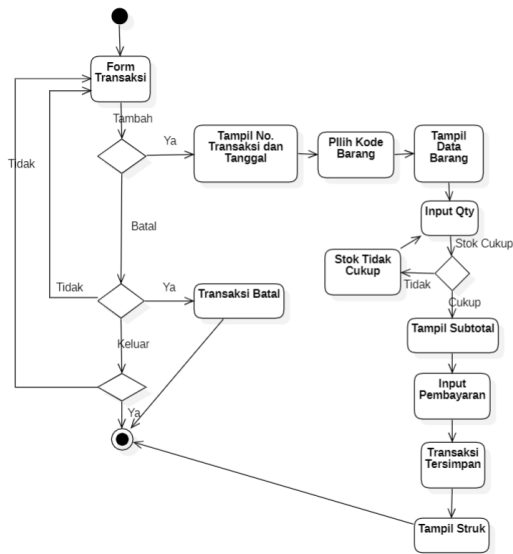 Form
Transaksi
Tambah
Ya
Tampil No.
Transaksi dan
Tanggal
PIlih Kode
Barang
Tampil
Data
Barang
Tidak
Input Qty
Batal
Stok Cukup
Stok Tidak
Cukup
Tidak
Tidak
Ya
Transaksi Batal
Cukup
Tampil Subtotal
Keluar
Input
Pembayaran
Ya
Transaksi
Tersimpan
Tampil Struk